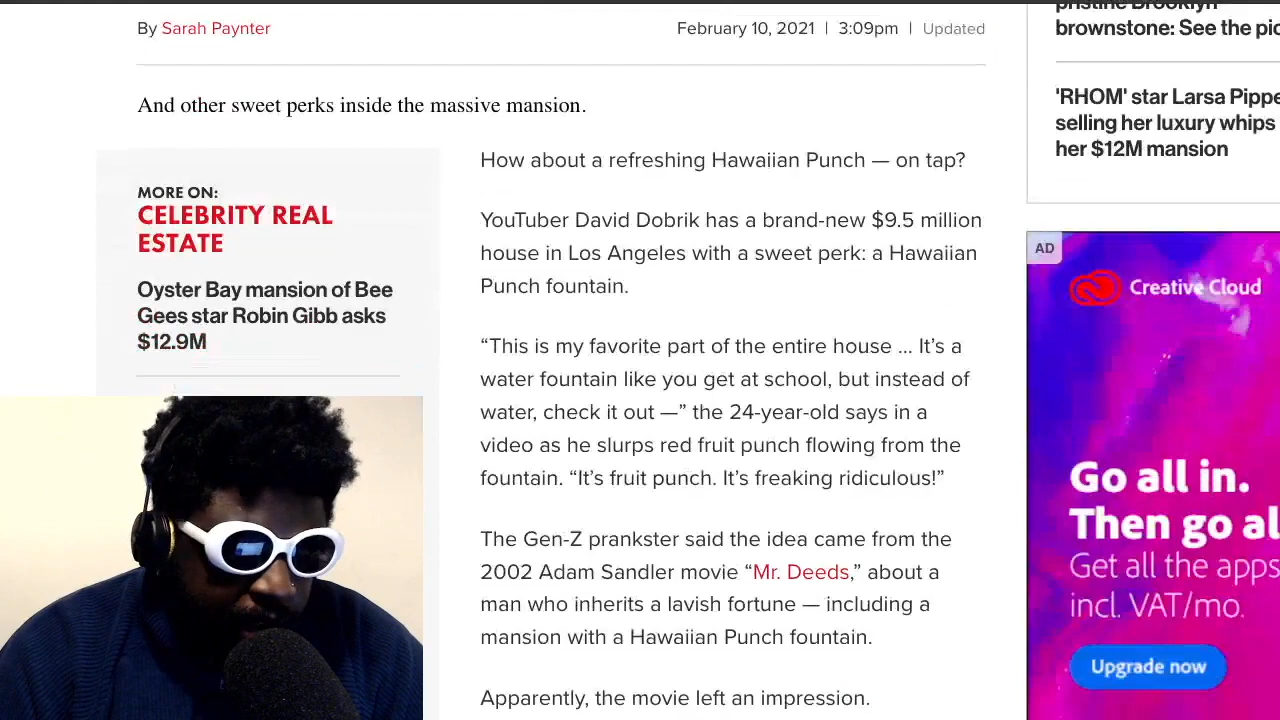 By Sarah Paynter
February 10, 2021 | 3:09pm | Updated
And other sweet perks inside the massive mansion.
MORE ON:
CELEBRITY REAL
ESTATE
Oyster Bay mansion of Bee
Gees star Robin Gibb asks
$12.9M
How about a refreshing Hawaiian Punch — on tap?
YouTuber David Dobrik has a brand-new $9.5 million
house in Los Angeles with a sweet perk: a Hawaiian
Punch fountain.
“This is my favorite part of the entire house ... It’s a
water fountain like you get at school, but instead of
water, check it out —” the 24-year-old says in a
video as he slurps red fruit punch flowing from the
fountain. “It’s fruit punch. It’s freaking ridiculous!”
The Gen-Z prankster said the idea came from the
2002 Adam Sandler movie “Mr. Deeds,” about a
man who inherits a lavish fortune — including a
mansion with a Hawaiian Punch fountain.
Apparently, the movie left an impression.
pristine Brooklyn
brownstone: See the
'RHOM' star Larsa
selling her luxury whips
her $12M mansion
AD
Creative Cloud
Go all in.
Then go
Get all the apps
incl. VAT/mo.
Upgrade now